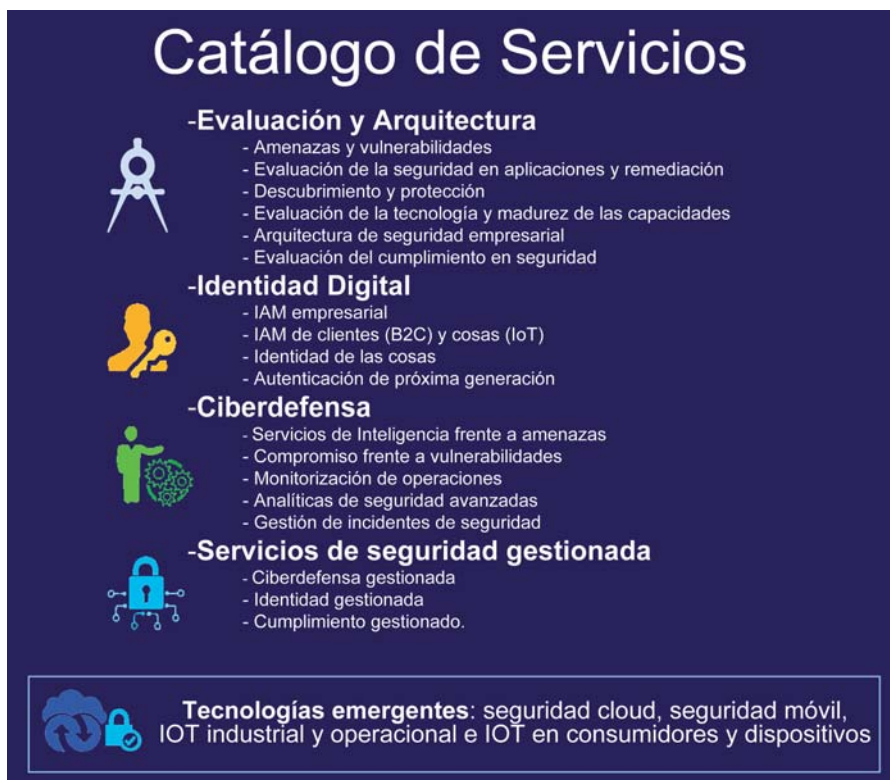 Catálogo de Servicios
-Evaluación y Arquitectura
- Amenazas y vulnerabilidades
- Evaluación de la seguridad en aplicaciones y remediación
- Descubrimiento y protección
- Evaluación de la tecnología y madurez de las capacidades
- Arquitectura de seguridad empresarial
- Evaluación del cumplimiento en seguridad
-Identidad Digital
- IAM empresarial
- IAM de clientes (B2C) y cosas (IoT)
- Identidad de las cosas
- Autenticación de próxima generación
-Ciberdefensa
- Servicios de Inteligencia frente a amenazas
- Compromiso frente a vulnerabilidades
- Monitorización de operaciones
- Analíticas de seguridad avanzadas
- Gestión de incidentes de seguridad
-Servicios de seguridad gestionada
- Ciberdefensa gestionada
- Identidad gestionada
- Cumplimiento gestionado.
Tecnologías emergentes: seguridad cloud, seguridad móvil,
IOT industrial y operacional e IOT en consumidores y dispositivos